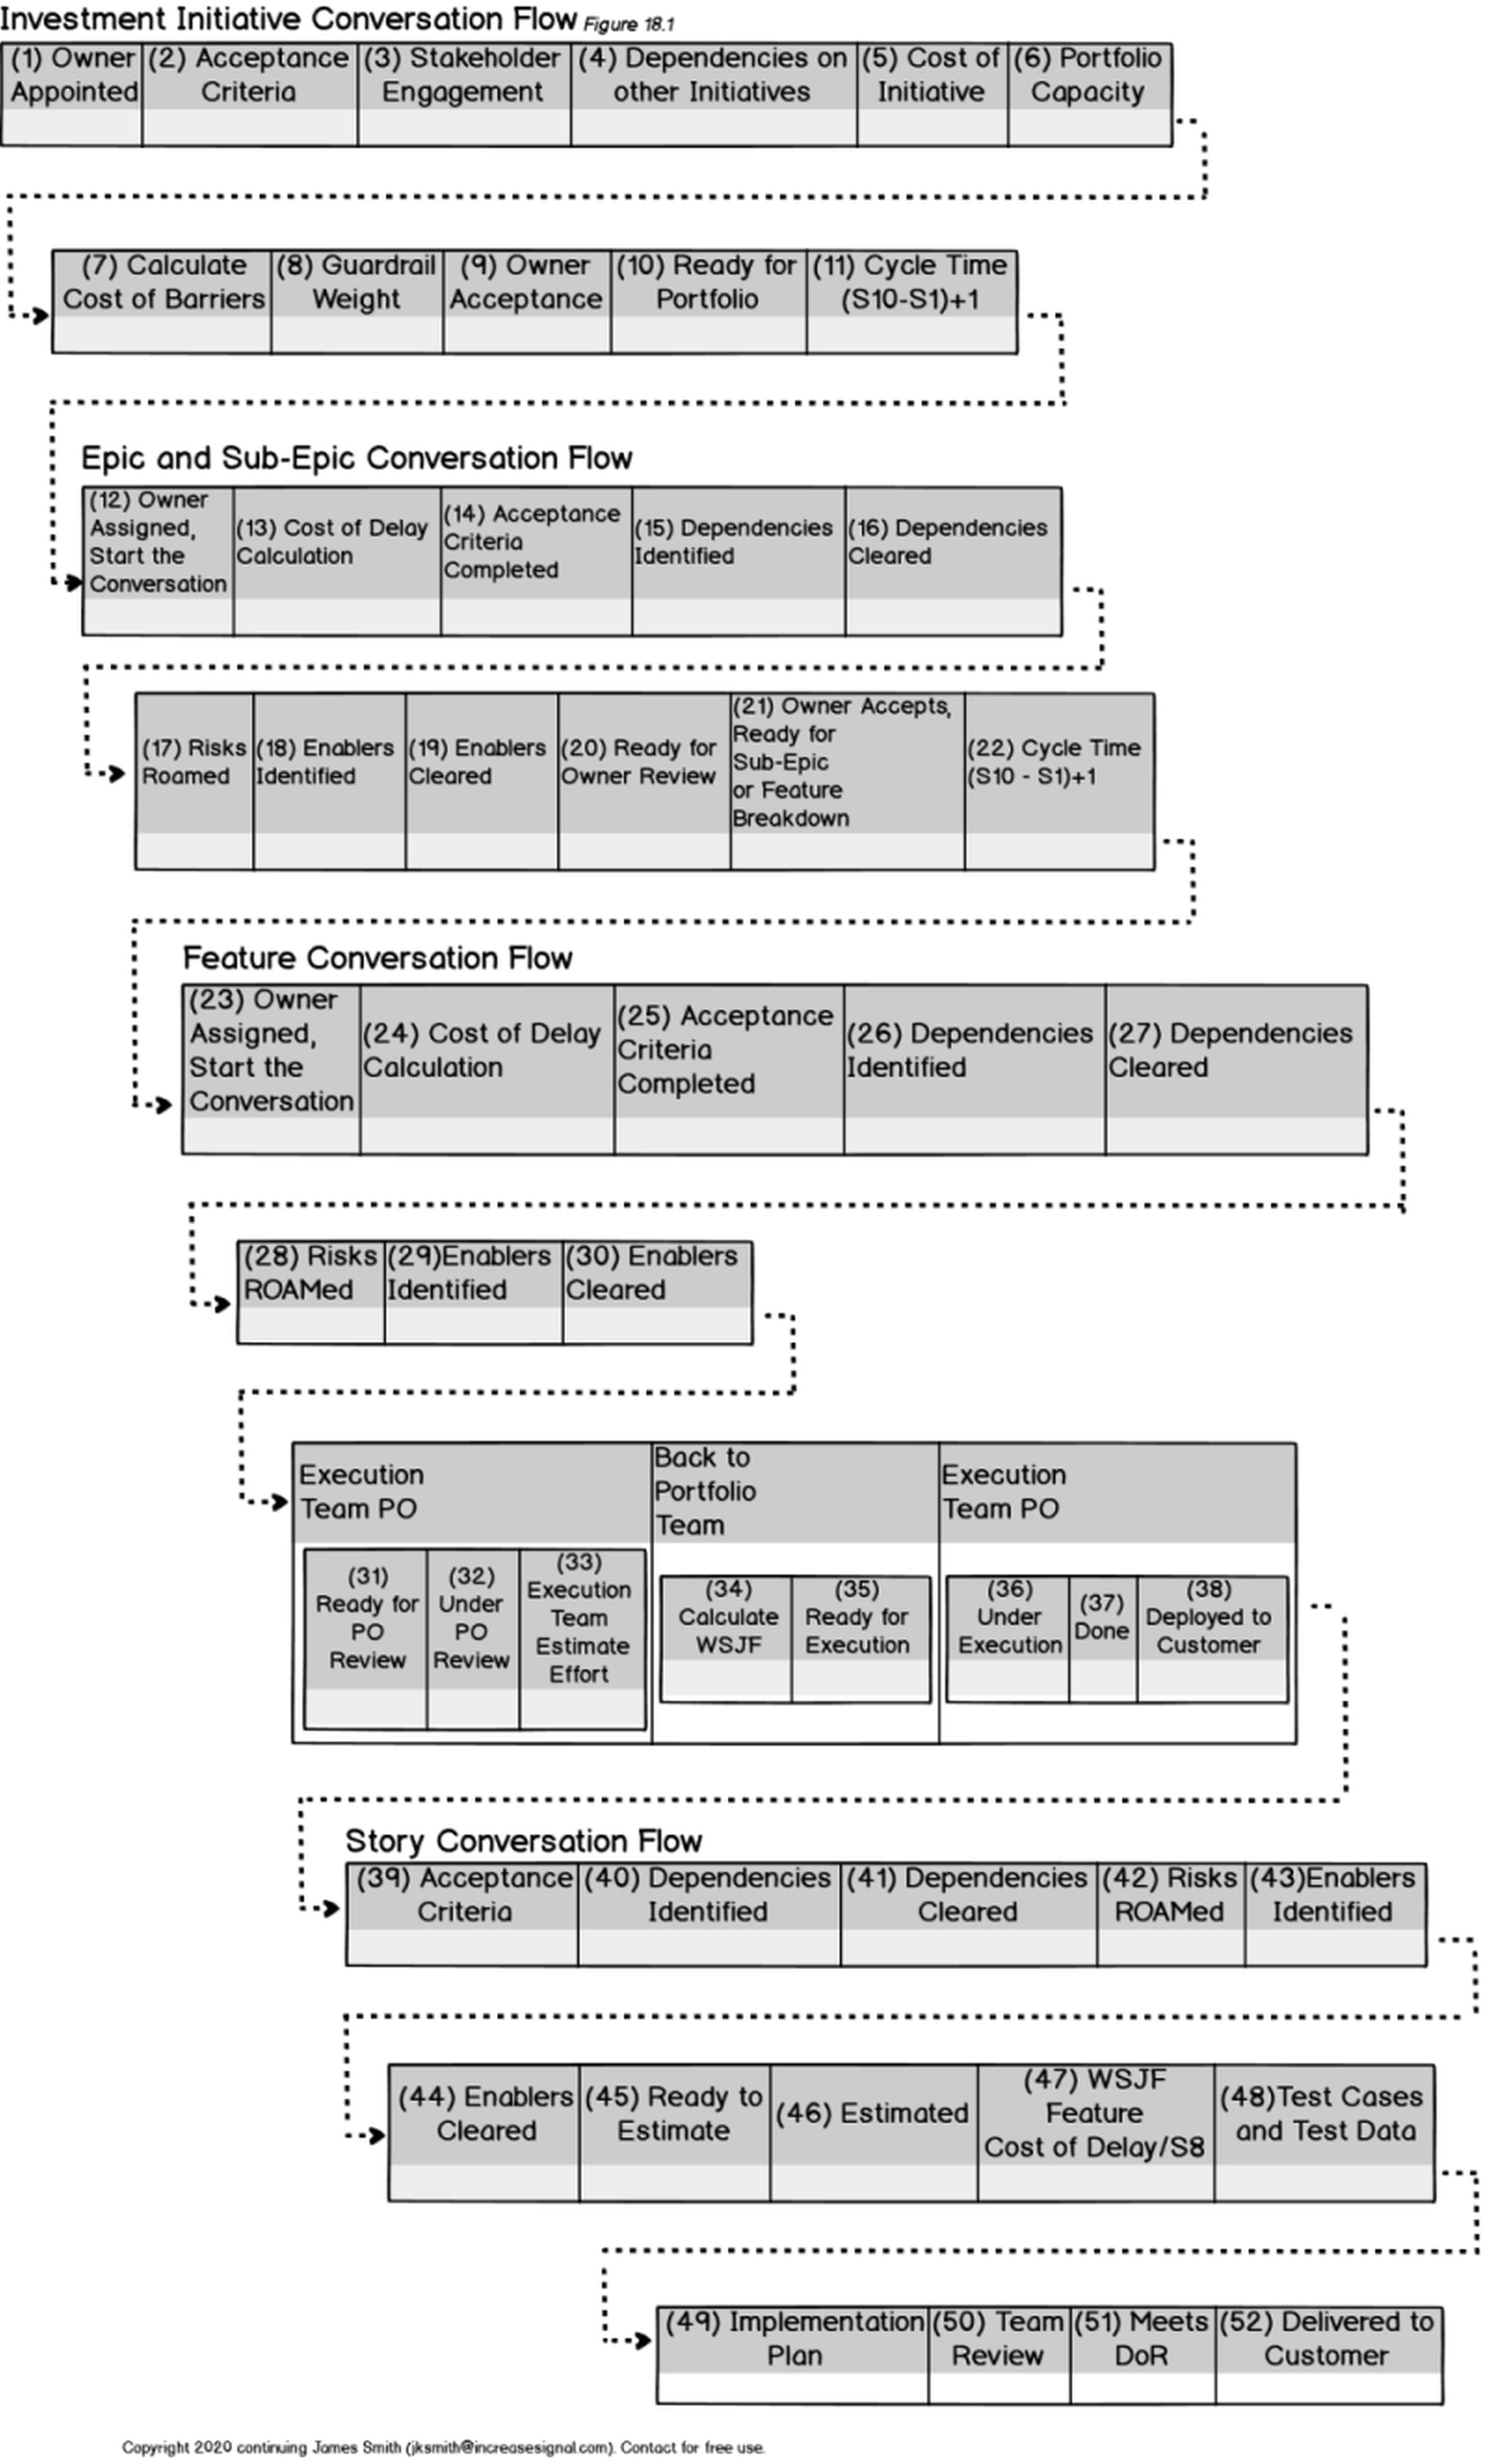 Investment Initiative Conversation Flow Figure 18.1
(1) Owner
Appointed
(2) Acceptance
Criteria
(3) Stakeholder
Engagement
(4) Dependencies on
other Initiatives
(5) Cost of
Initiative
(6) Portfolio
Capacity
(7) Calculate
Cost of Barriers
(8) Guardrail
Weight
(9) Owner
Acceptance
(10) Ready for
Portfolio
(11) Cycle Time
(S10-S1)+1
Epic and Sub-Epic Conversation Flow
(12) Owner
Assigned,
Start the
Conversation
(13) Cost of Delay
Calculation
(14) Acceptance
Criteria
Completed
(15) Dependencies
Identified
(16) Dependencies
Cleared
(17) Risks
Roamed
(18) Enablers
Identified
(19) Enablers
Cleared
(20) Ready for
Owner Review
(21) Owner Accepts,
Ready for
Sub-Epic
or Feature
Breakdown
(22) Cycle Time
(S10 - S1)+1
Feature Conversation Flow
(23) Owner
Assigned,
Start the
Conversation
(24) Cost of Delay
Calculation
(25) Acceptance
Criteria
Completed
(26) Dependencies
Identified
(27) Dependencies
Cleared
(28) Risks
ROAMed
(29)Enablers
Identified
(30) Enablers
Cleared
Execution
Team PO
Back to
Portfolio
Team
Execution
Team PO
(31)
Ready for
PO
Review
(32)
Under
PO
Review
(33)
Execution
Team
Estimate
Effort
(34)
Calculate
WSJF
(35)
Ready for
Execution
(36)
Under
Execution
(37)
Done
(38)
Deployed to
Customer
Story Conversation Flow
(39) Acceptance
Criteria
(40) Dependencies
Identified
(41) Dependencies
Cleared
(42) Risks
ROAMed
(43)Enablers
Identified
(44) Enablers
Cleared
(45) Ready to
Estimate
(46) Estimated
(47) WSJF
Feature
Cost of Delay/S8
(48)Test Cases
and Test Data
(49) Implementation
Plan
(50) Team
Review
(51) Meets
DoR
(52) Delivered to
Customer
Copyright 2020 continuing James Smith (jksmith@increasesignal.com). Contact for free use.